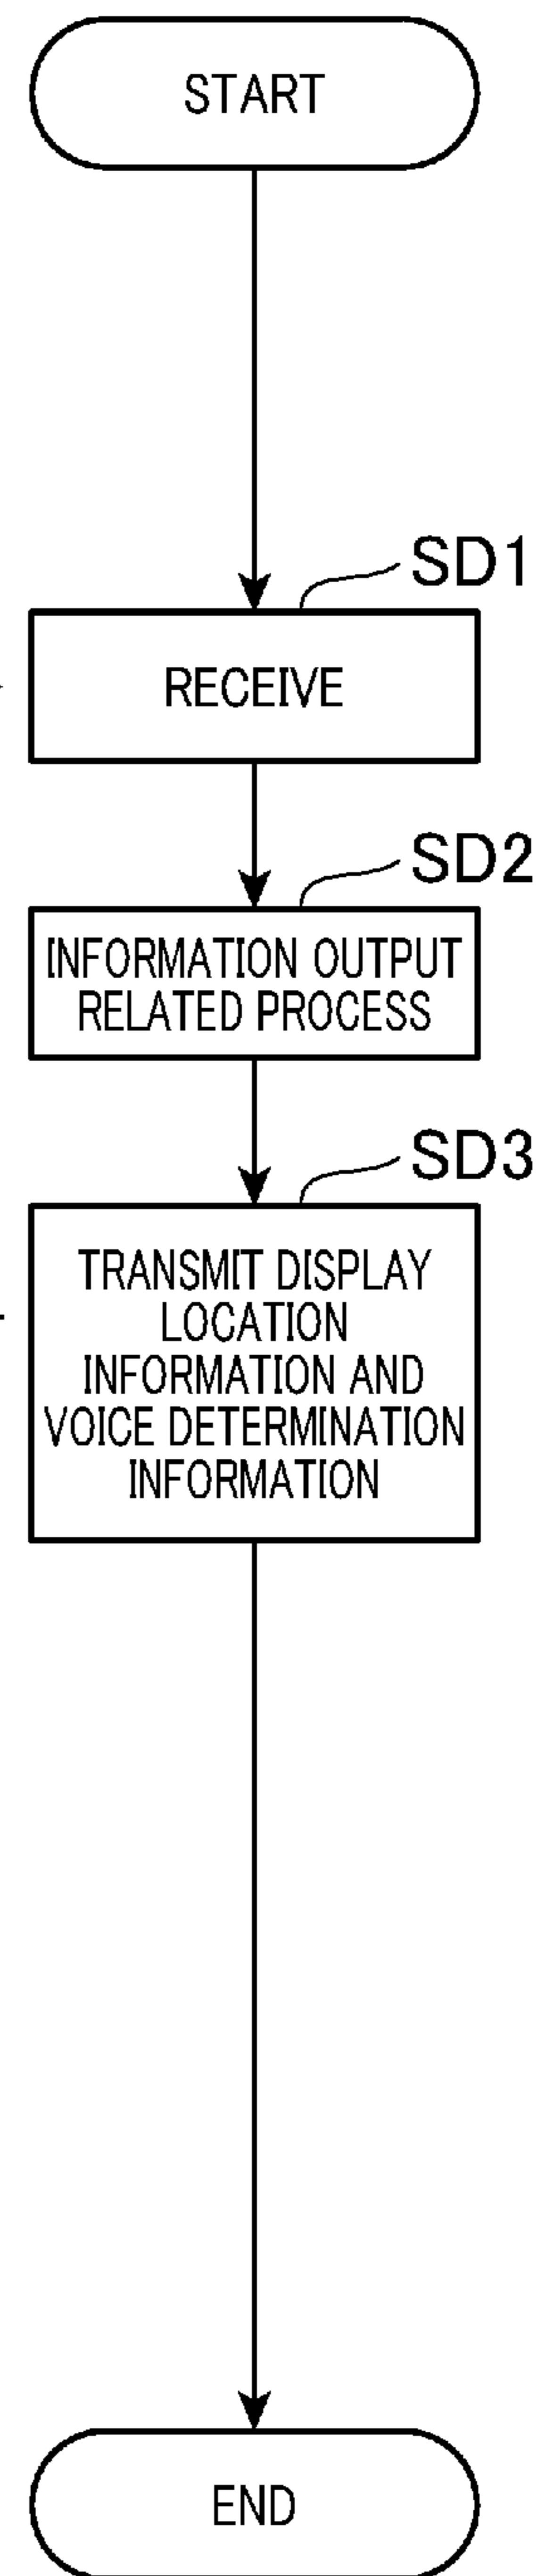 START
SD1
RECEIVE
SD2
INFORMATION OUTPUT
RELATED PROCESS
SD3
TRANSMIT DISPLAY
LOCATION
INFORMATION AND
VOICE DETERMINATION
INFORMATION
END